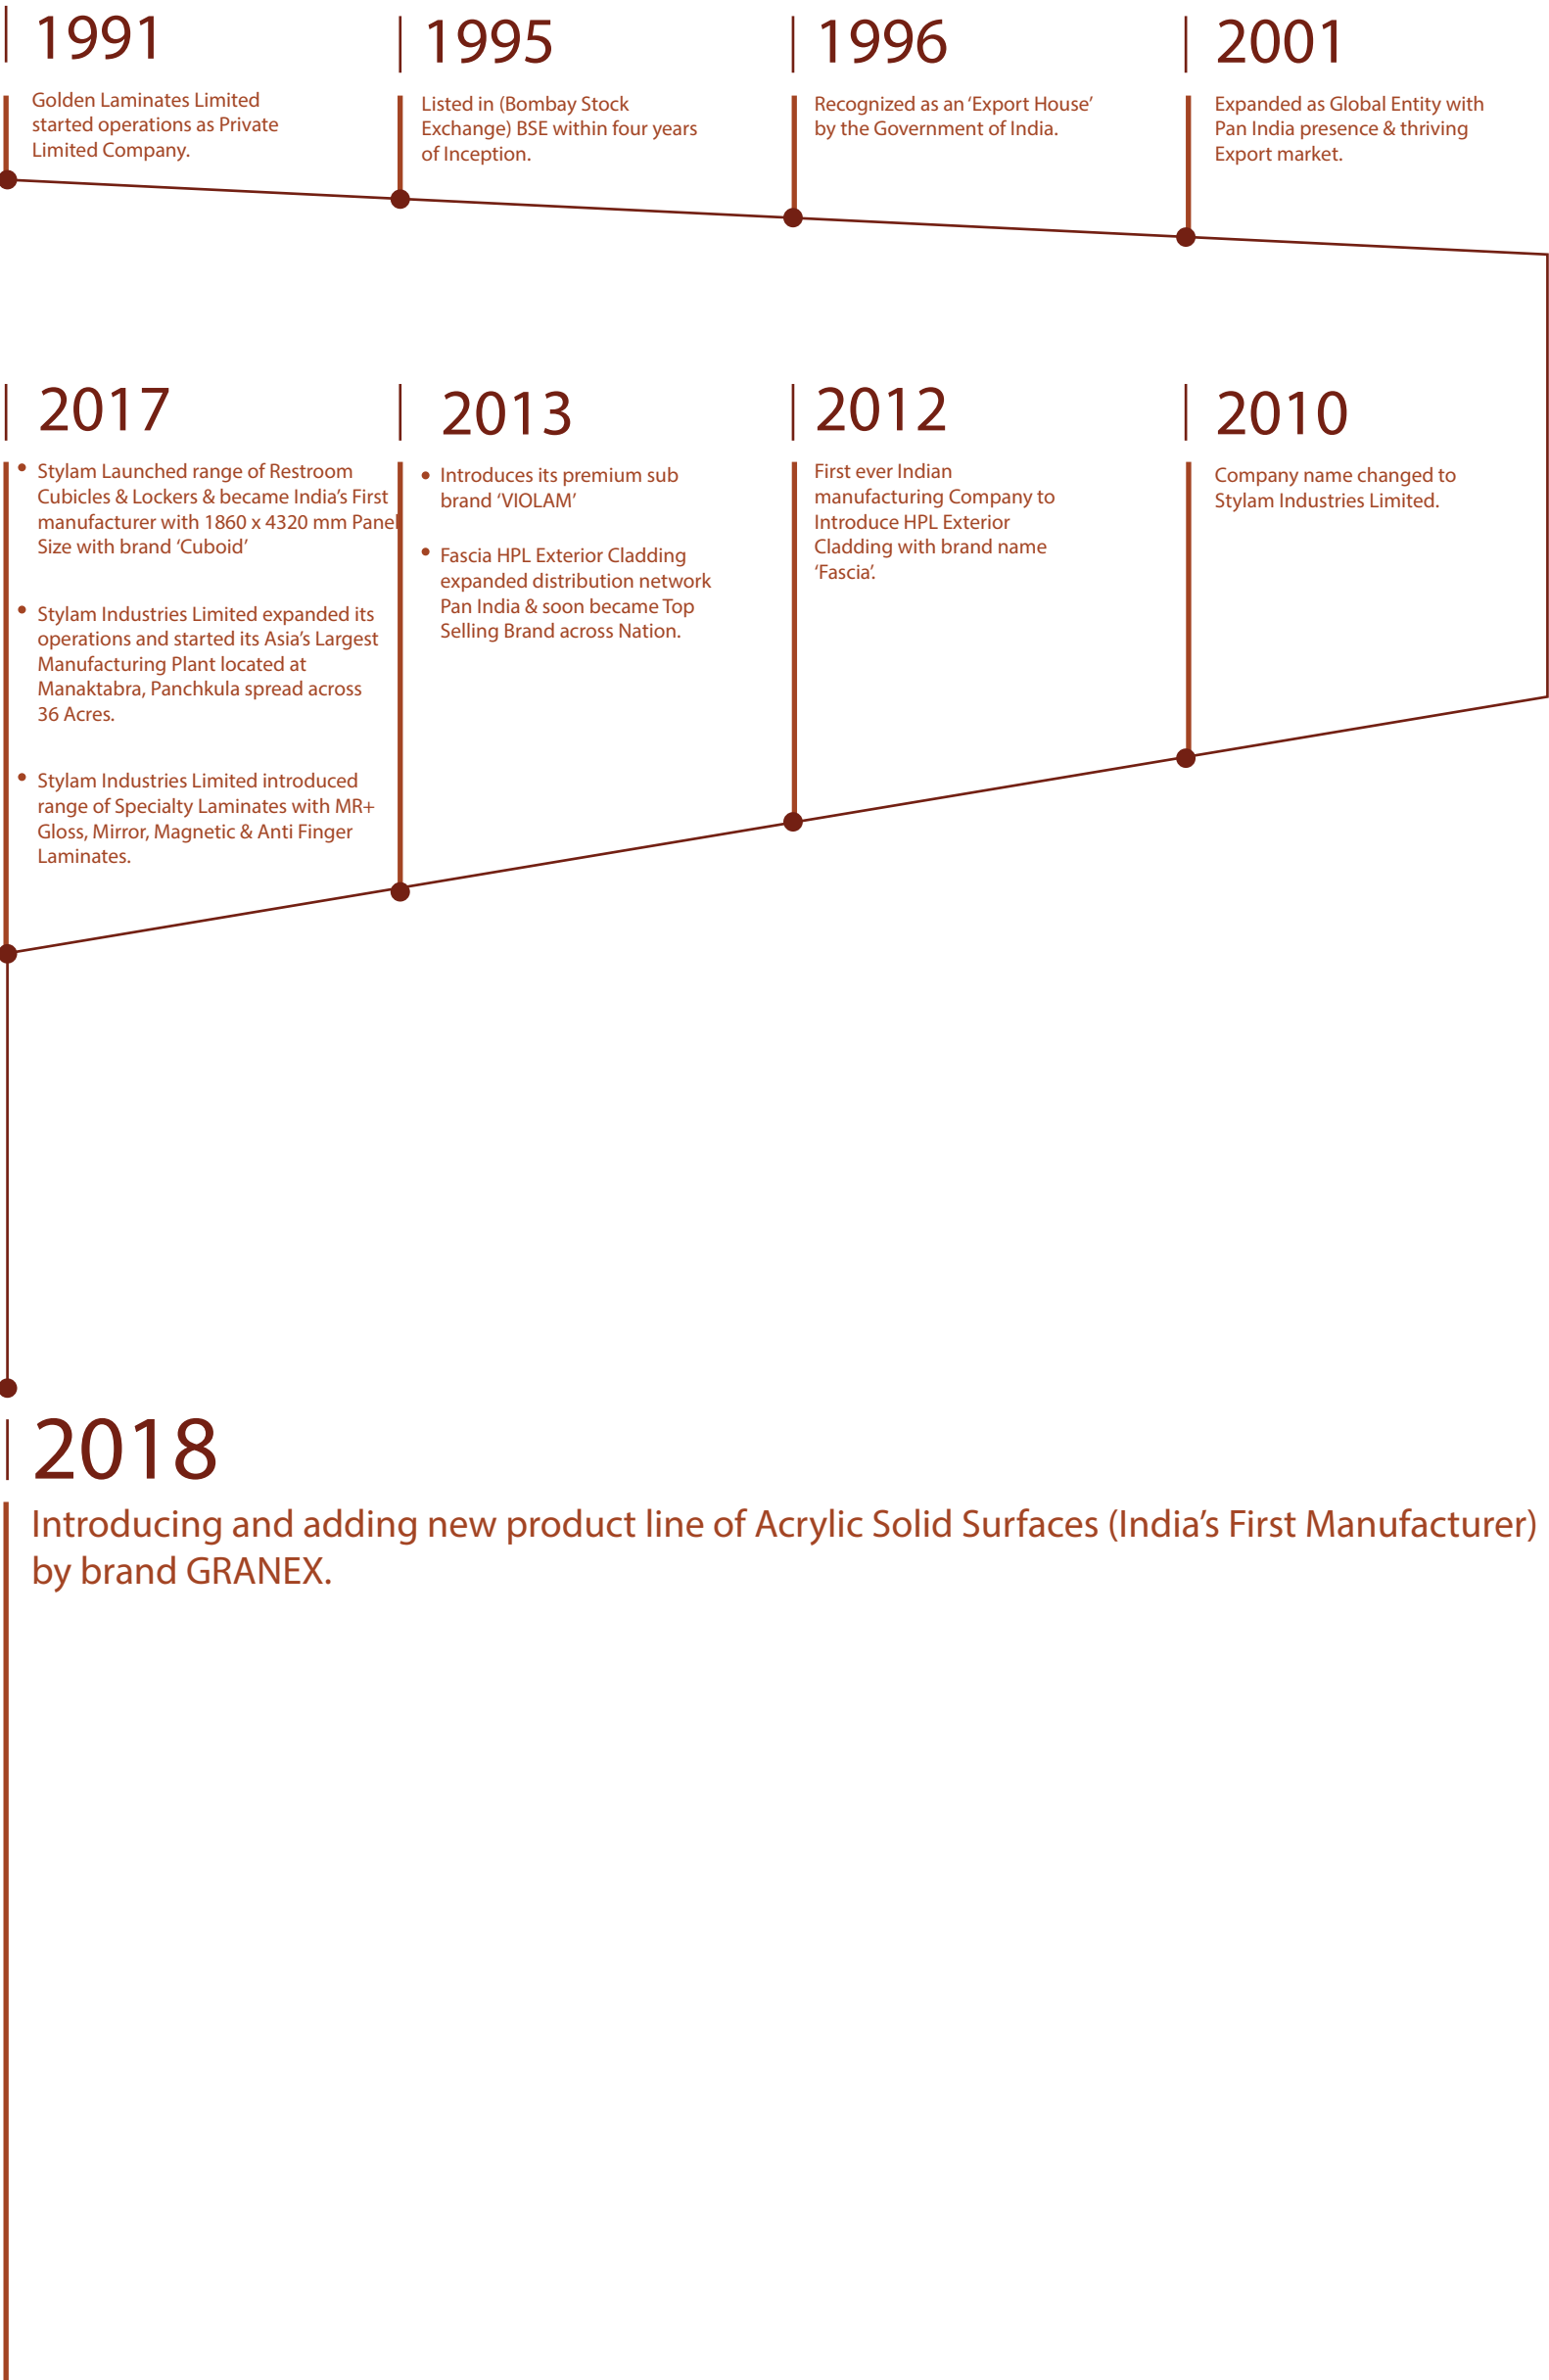 1991
Golden Laminates Limited
started operations as Private
Limited Company.
1995
Listed in (Bombay Stock
Exchange) BSE within four years
of Inception.
1996
Recognized as an ‘Export House’
by the Government of India.
2001
Expanded as Global Entity with
Pan India presence & thriving
Export market.
2010
Company name changed to
Stylam Industries Limited.
2012
First ever Indian
manufacturing Company to
Introduce HPL Exterior
Cladding with brand name
‘Fascia’.
2013
• Introduces its premium sub
brand ‘VIOLAM’
• Fascia HPL Exterior Cladding
expanded distribution network
Pan India & soon became Top
Selling Brand across Nation.
2017
• Stylam Launched range of Restroom
Cubicles & Lockers & became India’s First
manufacturer with 1860 x 4320 mm Panel
Size with brand ‘Cuboid’
• Stylam Industries Limited expanded its
operations and started its Asia’s Largest
Manufacturing Plant located at
Manaktabra, Panchkula spread across
36 Acres.
• Stylam Industries Limited introduced
range of Specialty Laminates with MR+
Gloss, Mirror, Magnetic & Anti Finger
Laminates.
2018
Introducing and adding new product line of Acrylic Solid Surfaces (India’s First Manufacturer)
by brand GRANEX.